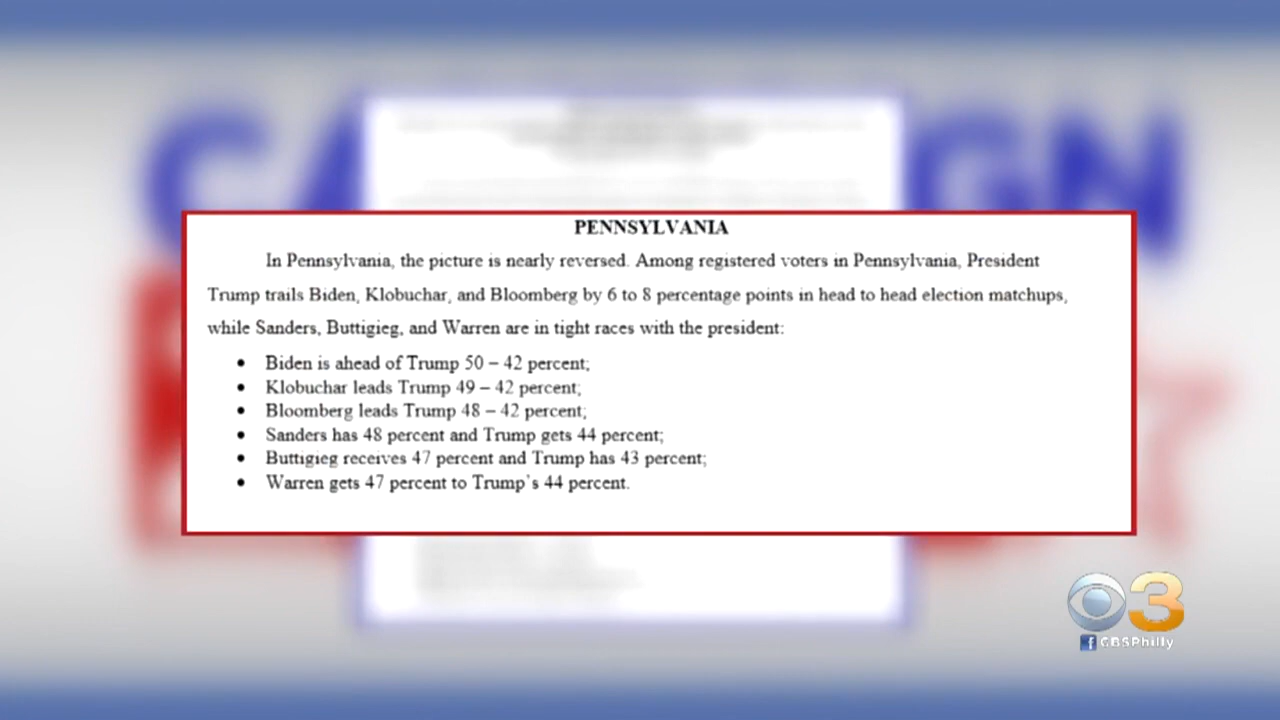 CA GN
PENNSYLVANIA
In Pennsylvania, the picture is nearly reversed. Among registered voters in Pennsylvania, President
Trump trails Biden, Klobuchar, and Bloomberg by 6 to 8 percentage points in head to head election matchups,
while Sanders, Buttigieg, and Warren are in tight races with the president:
• Biden is ahead of Trump 50 – 42 percent;
• Klobuchar leads Trump 49 – 42 percent;
• Bloomberg leads Trump 48 – 42 percent;
• Sanders has 48 percent and Trump gets 44 percent;
• Buttigieg receives 47 percent and Trump has 43 percent;
• Warren gets 47 percent to Trump's 44 percent.
3
CBSPhilly